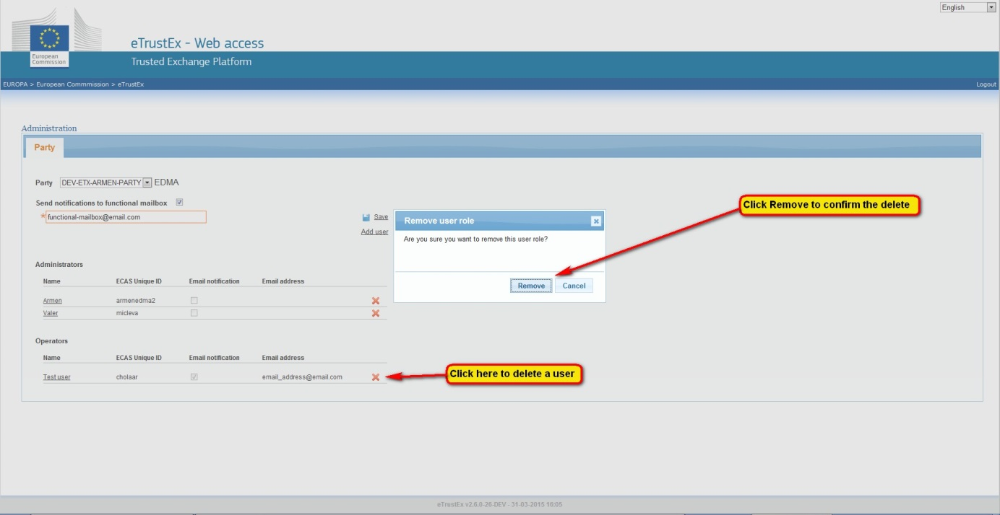 English
eTrustEx - Web access
European
Commission
Trusted Exchange Platform
EUROPA > European Commmission > eTrustEx
Logout
Administration
Party
Party DEV-ETX-ARMEN-PARTY EDMA
Send notifications to functional mailbox
* functional-mailbox@email.com
Save
Add user
Remove user role
Are you sure you want to remove this user role?
Remove Cancel
Click Remove to confirm the delete
Administrators
Name ECAS Unique ID Email notification Email address
Armen armenedma2
Valer micleva
Operators
Name ECAS Unique ID Email notification Email address
Test user cholaar email_address@email.com
Click here to delete a user
eTrustEx v2.6.0-26-DEV - 31-03-2015 16:05